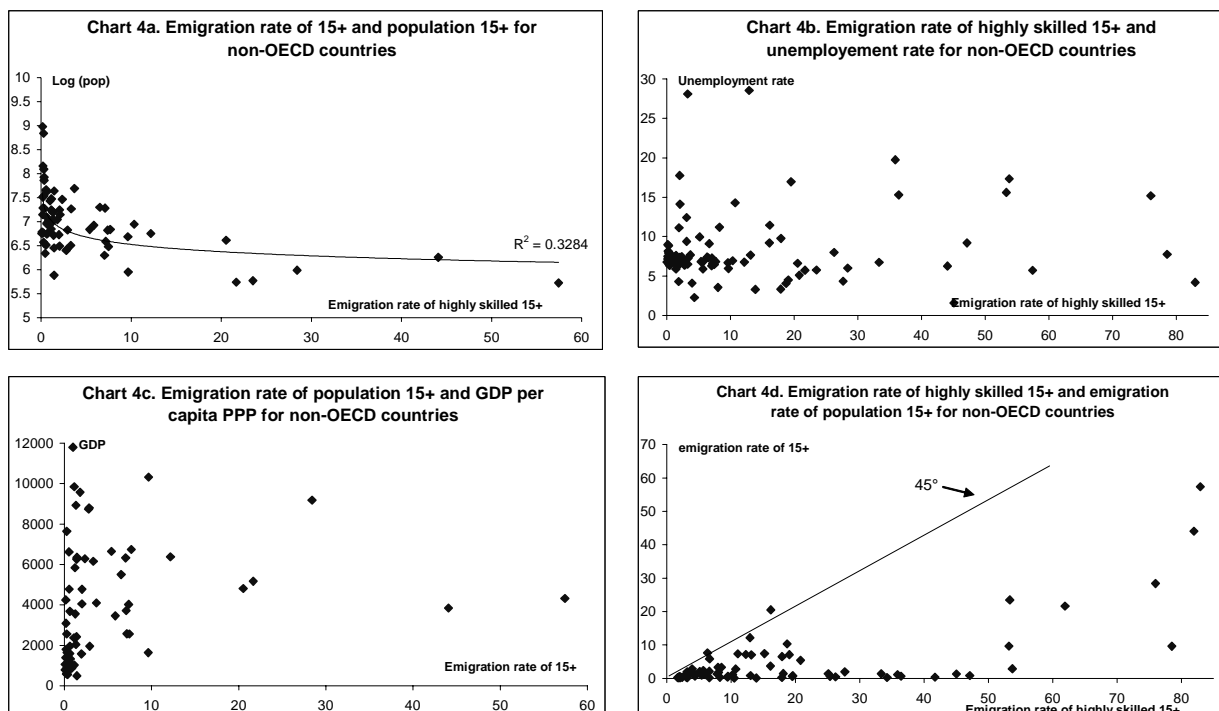 Chart 4a. Emigration rate of 15+ and population 15+ for
non-OECD countries
Log (pop)
10
9.5
9
8.5
8
7.5
7
6.5
6
5.5
5
R² = 0.3284
Emigration rate of highly skilled 15+
0 10 20 30 40 50 60
Chart 4b. Emigration rate of highly skilled 15+ and
unemployement rate for non-OECD countries
Unemployment rate
30
25
20
15
10
5
0
Emigration rate of highly skilled 15+
0 10 20 30 40 50 60 70 80
Chart 4c. Emigration rate of population 15+ and GDP per
capita PPP for non-OECD countries
GDP
12000
10000
8000
6000
4000
2000
0
Emigration rate of 15+
0 10 20 30 40 50 60
Chart 4d. Emigration rate of highly skilled 15+ and emigration
rate of population 15+ for non-OECD countries
emigration rate of 15+
70
60
50
40
30
20
10
0
45°
0 10 20 30 40 50 60 70 80
Emigration rate of highly skilled 15+